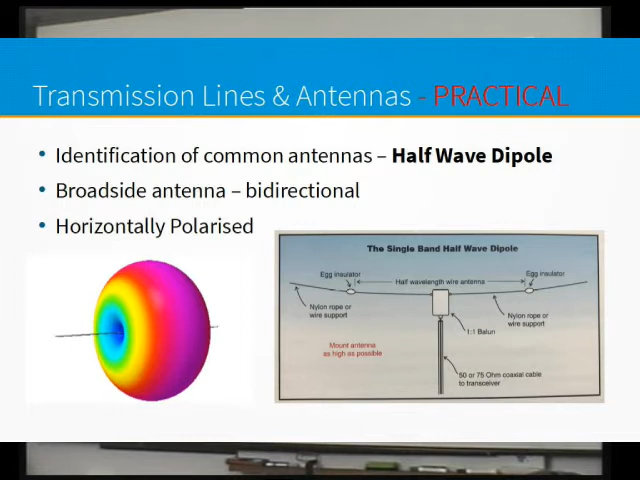 Transmission Lines & Antennas - PRACTICAL
• Identification of common antennas – Half Wave Dipole
• Broadside antenna – bidirectional
• Horizontally Polarised
The Single Band Half Wave Dipole
Egg insulator
Half wavelength wire antenna
Egg insulator
Nylon rope or
wire support
Nylon rope or
wire support
1:1 Balun
Mount antenna
as high as possible
50 or 75 Ohm coaxial cable
to transceiver